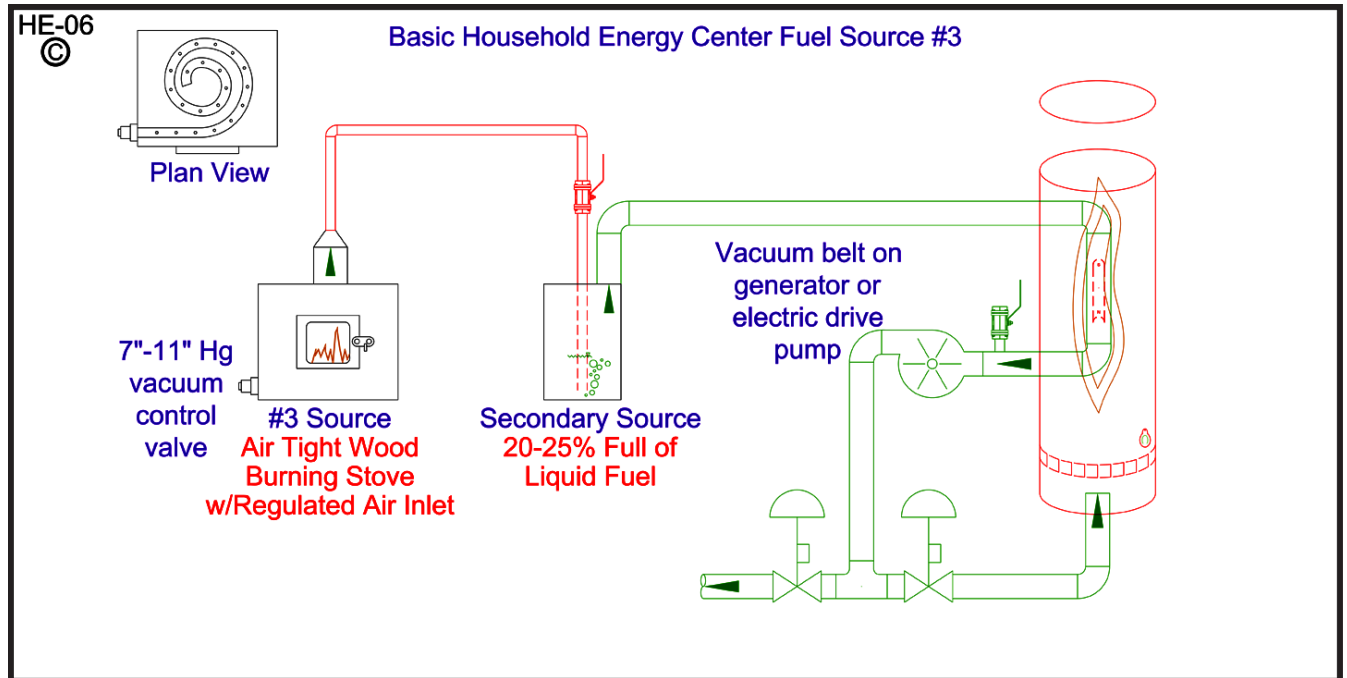 HE-06
©
Basic Household Energy Center Fuel Source #3
Plan View
Vacuum belt on
generator or
electric drive
pump
7"-11" Hg
vacuum
control
valve
#3 Source
Air Tight Wood
Burning Stove
w/Regulated Air Inlet
Secondary Source
20-25% Full of
Liquid Fuel